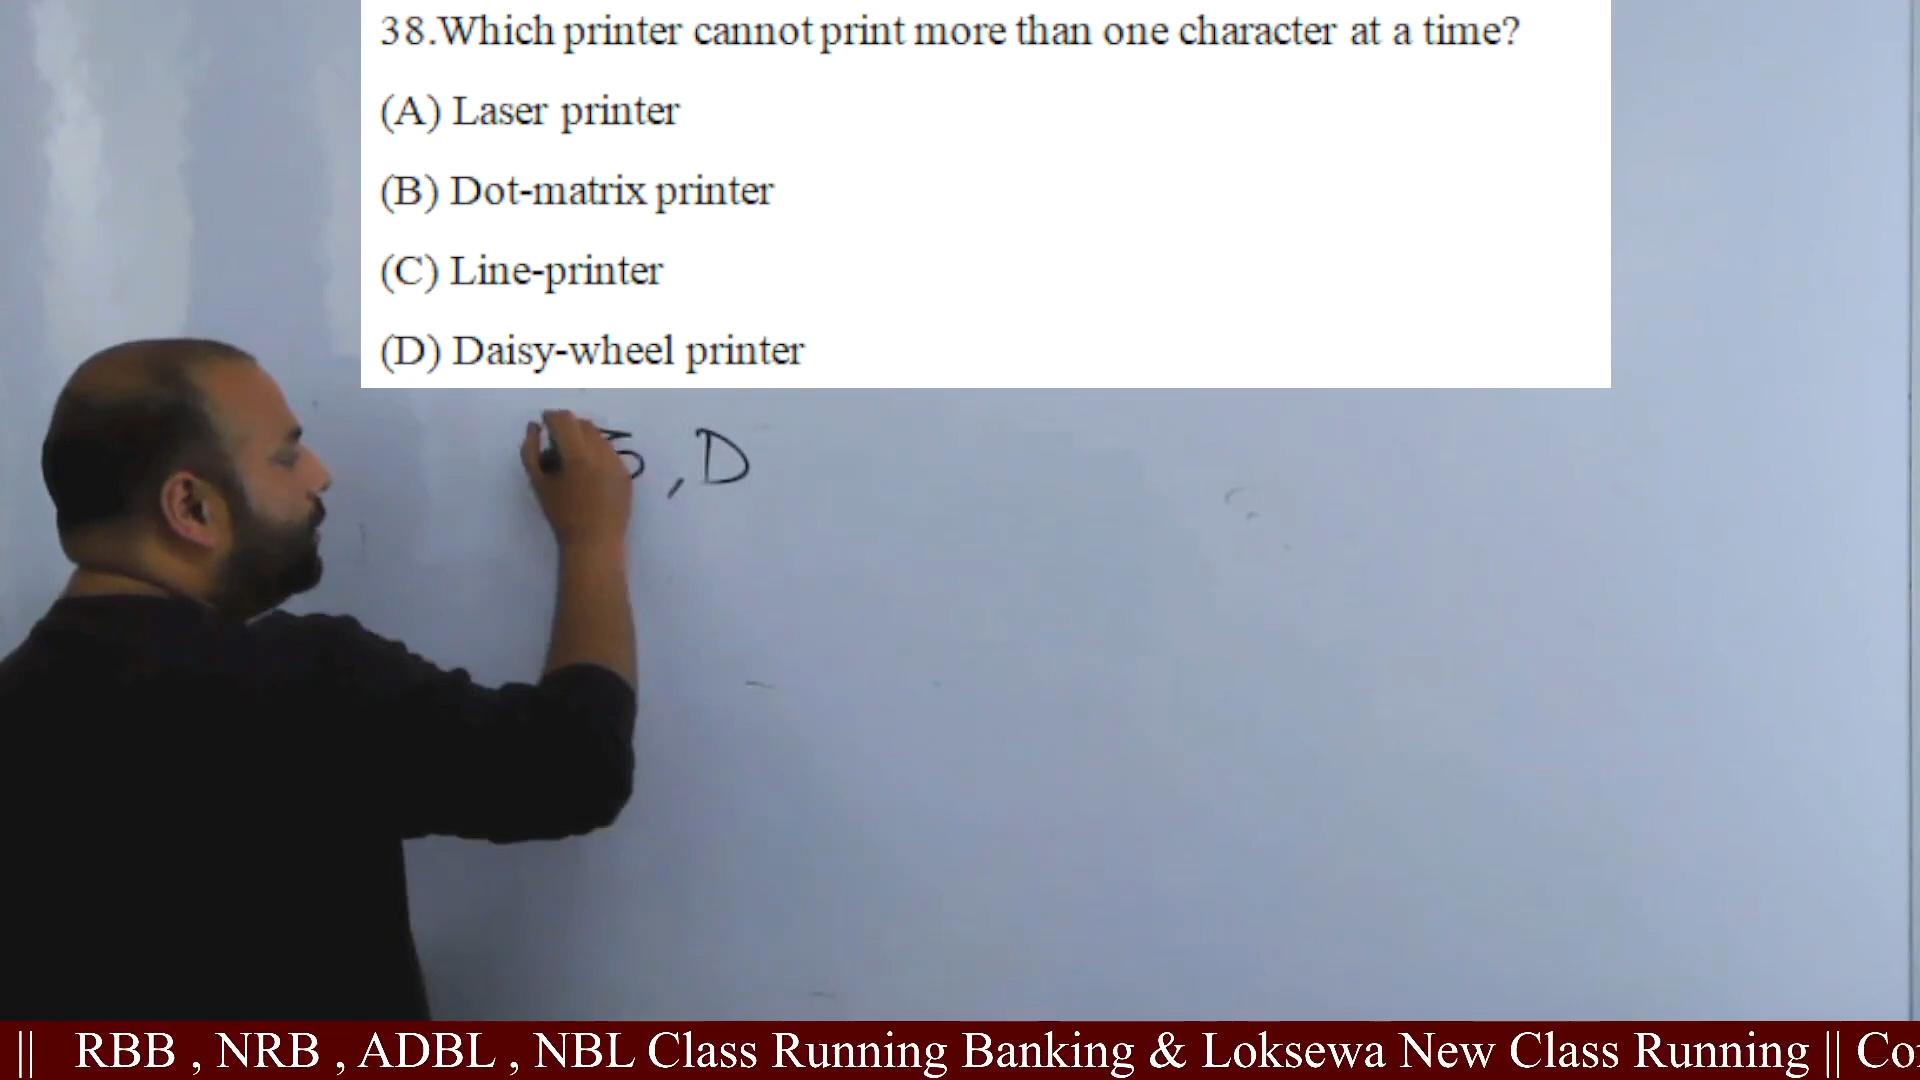 38.Which printer cannot print more than one character at a time?
(A) Laser printer
(B) Dot-matrix printer
(C) Line-printer
(D) Daisy-wheel printer
, D
|| RBB , NRB , ADBL , NBL Class Running Banking & Loksewa New Class Running ||